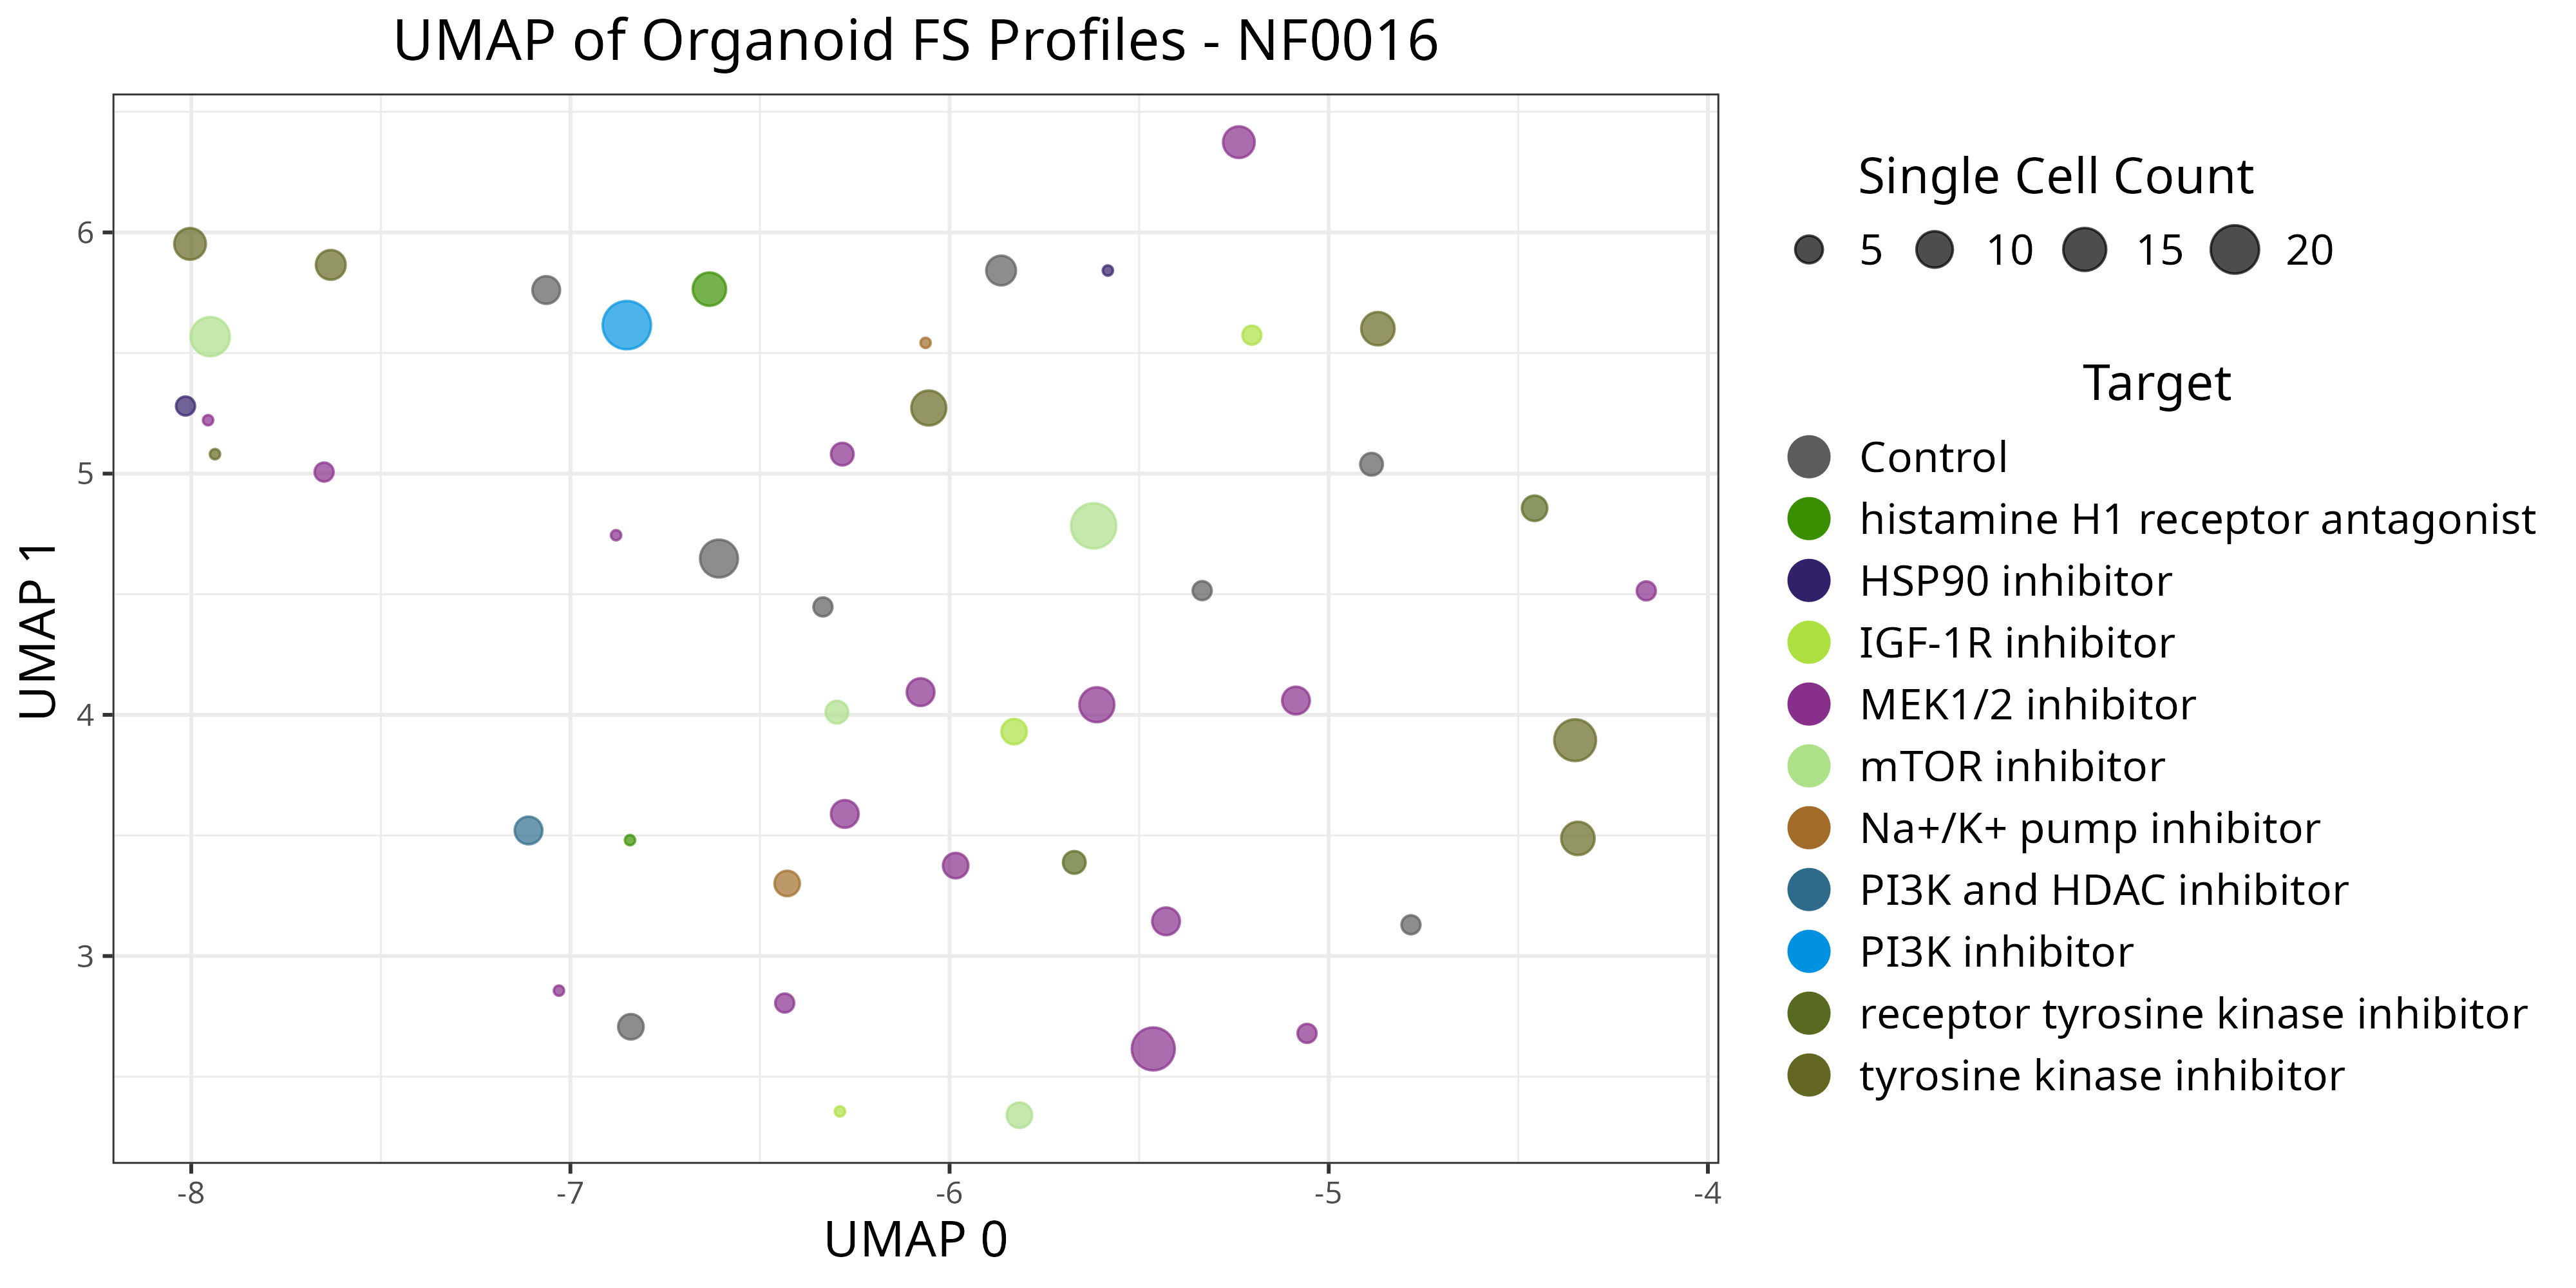 UMAP of Organoid FS Profiles - NF0016
Single Cell Count
5 10 15 20
Target
Control
histamine H1 receptor antagonist
HSP90 inhibitor
IGF-1R inhibitor
MEK1/2 inhibitor
mTOR inhibitor
Na+/K+ pump inhibitor
PI3K and HDAC inhibitor
PI3K inhibitor
receptor tyrosine kinase inhibitor
tyrosine kinase inhibitor
UMAP 1
6
5
4
3
-8 -7 -6 -5 -4
UMAP 0